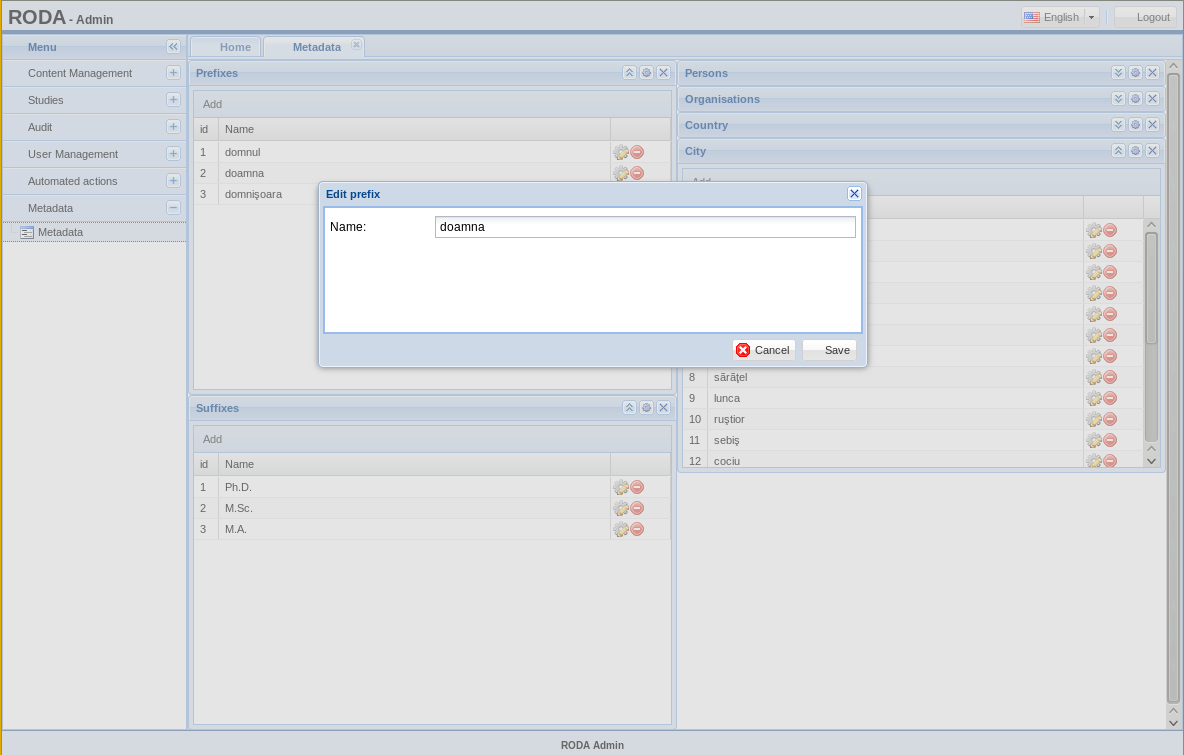 RODA - Admin
English
Logout
Menu
Content Management
Studies
Audit
User Management
Automated actions
Metadata
Metadata
Home
Metadata
Prefixes
Add
id Name
1 domnul
2 doamna
3 domnişoara
Suffixes
Add
id Name
1 Ph.D.
2 M.Sc.
3 M.A.
Persons
Organisations
Country
City
8 sărăţel
9 lunca
10 ruştior
11 sebiş
12 cociu
Edit prefix
Name: doamna
Cancel Save
RODA Admin